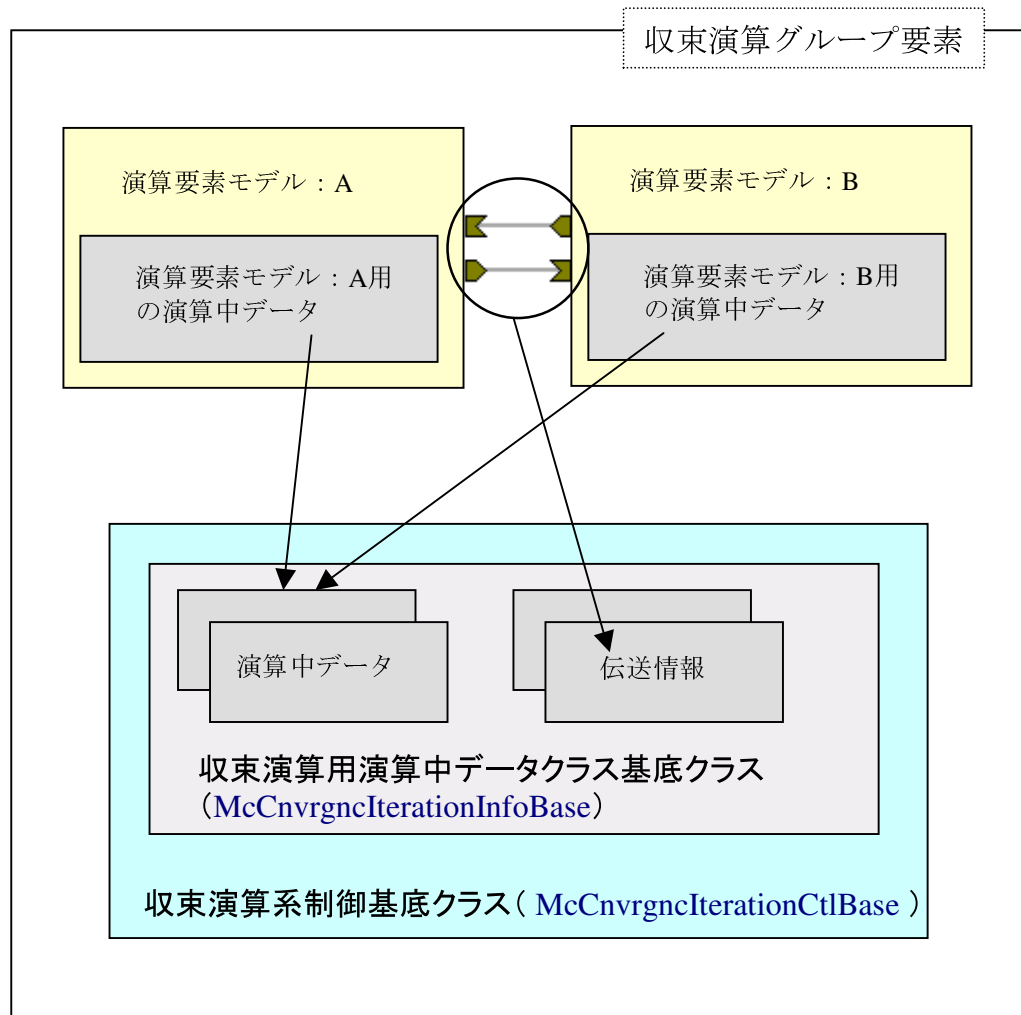 収束演算グループ要素
演算要素モデル：A
演算要素モデル：B
演算要素モデル：A用
の演算中データ
演算要素モデル：B用
の演算中データ
演算中データ
伝送情報
収束演算用演算中データクラス基底クラス
（McCnvrgncIterationInfoBase）
収束演算系制御基底クラス（ McCnvrgncIterationCtlBase ）